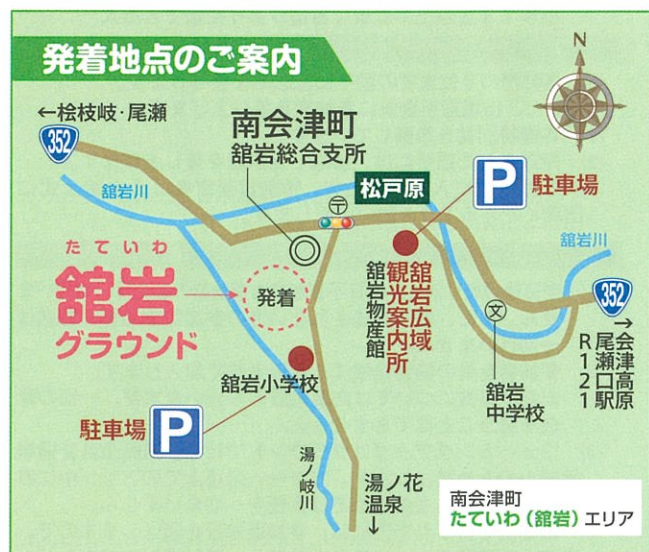 発着地点のご案内
N
←桧枝岐・尾瀬
352
南会津町
舘岩総合支所
松戸原
P
駐車場
舘岩川
〒
舘岩川
たていわ
舘岩
グラウンド
発着
舘岩広域
観光案内所
舘岩物産館
文
舘岩
中学校
352
→会津高原
尾瀬口駅
R121
舘岩小学校
駐車場
P
湯ノ岐川
湯ノ花
温泉
↓
南会津町
たていわ（舘岩）エリア